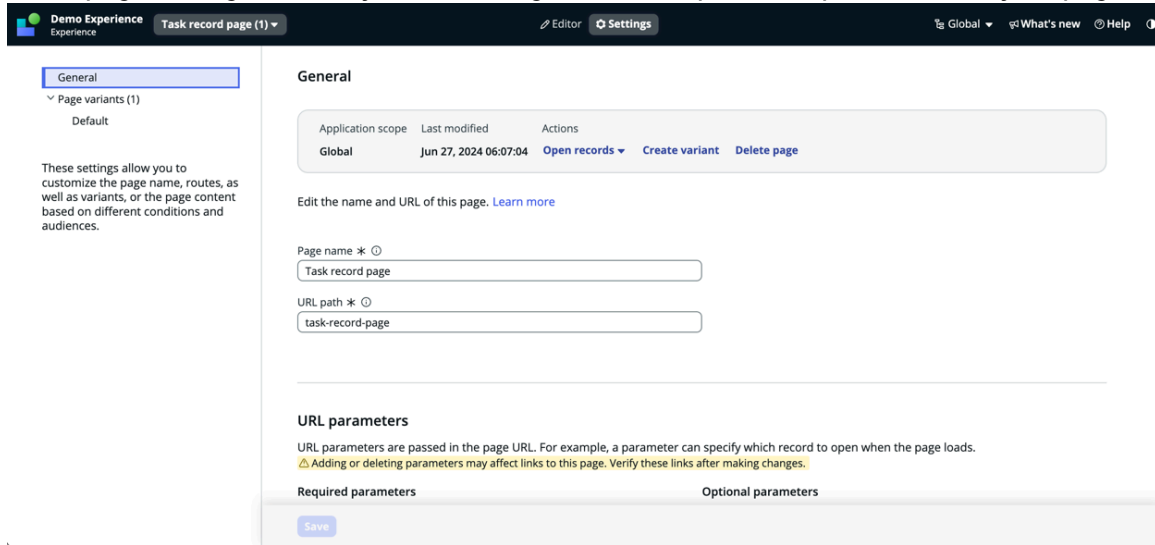 Demo Experience
Experience
Task record page (1)
Editor
Settings
Global
What's new
Help
General
Page variants (1)
Default
These settings allow you to
customize the page name, routes, as
well as variants, or the page content
based on different conditions and
audiences.
General
Application scope Last modified Actions
Global Jun 27, 2024 06:07:04 Open records Create variant Delete page
Edit the name and URL of this page. Learn more
Page name *
Task record page
URL path *
task-record-page
URL parameters
URL parameters are passed in the page URL. For example, a parameter can specify which record to open when the page loads.
Adding or deleting parameters may affect links to this page. Verify these links after making changes.
Required parameters Optional parameters
Save